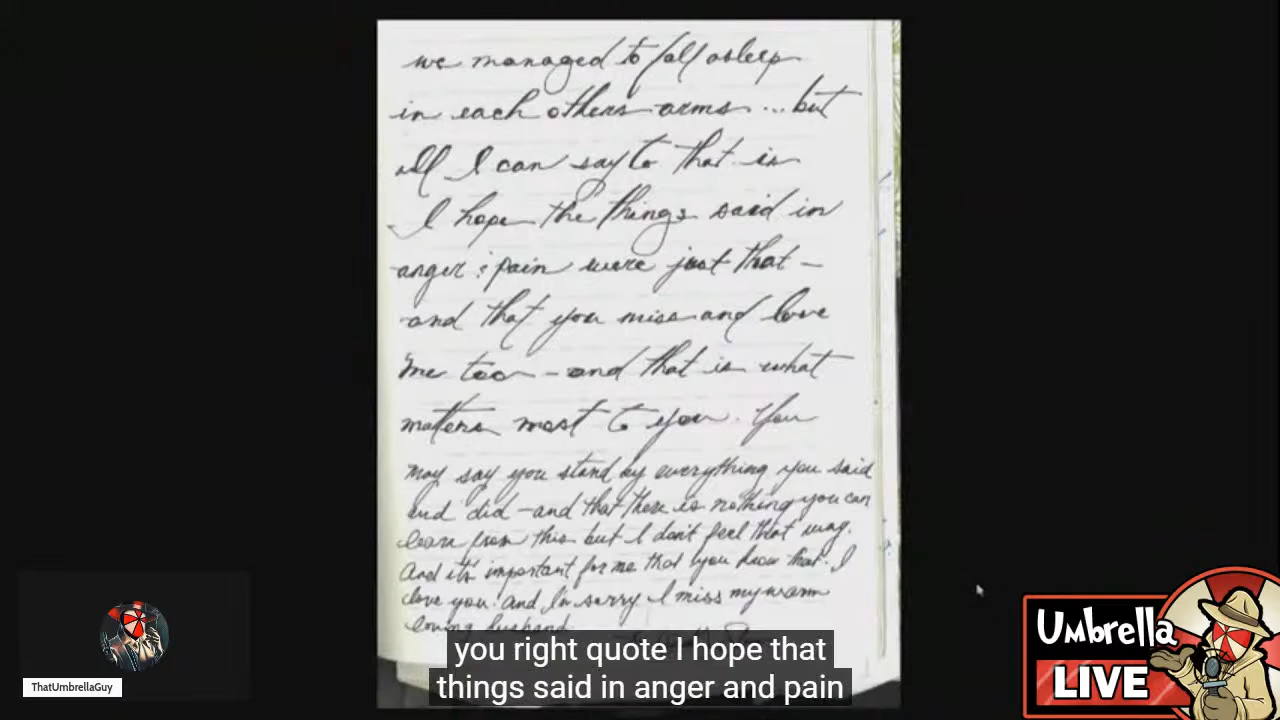 we managed to fall asleep
in each others arms ... but
all I can say to that is
I hope the things said in
anger & pain were just that –
and that you miss and love
me too – and that is what
matters most to you. You
may say you stand by everything you said
and did – and that there is nothing you can
learn from this but I don't feel that way.
And it's important for me that you know that. I
love you. and I'm sorry. I miss my warm
loving husband
you right quote I hope that
things said in anger and pain
ThatUmbrellaGuy
Umbrella
LIVE